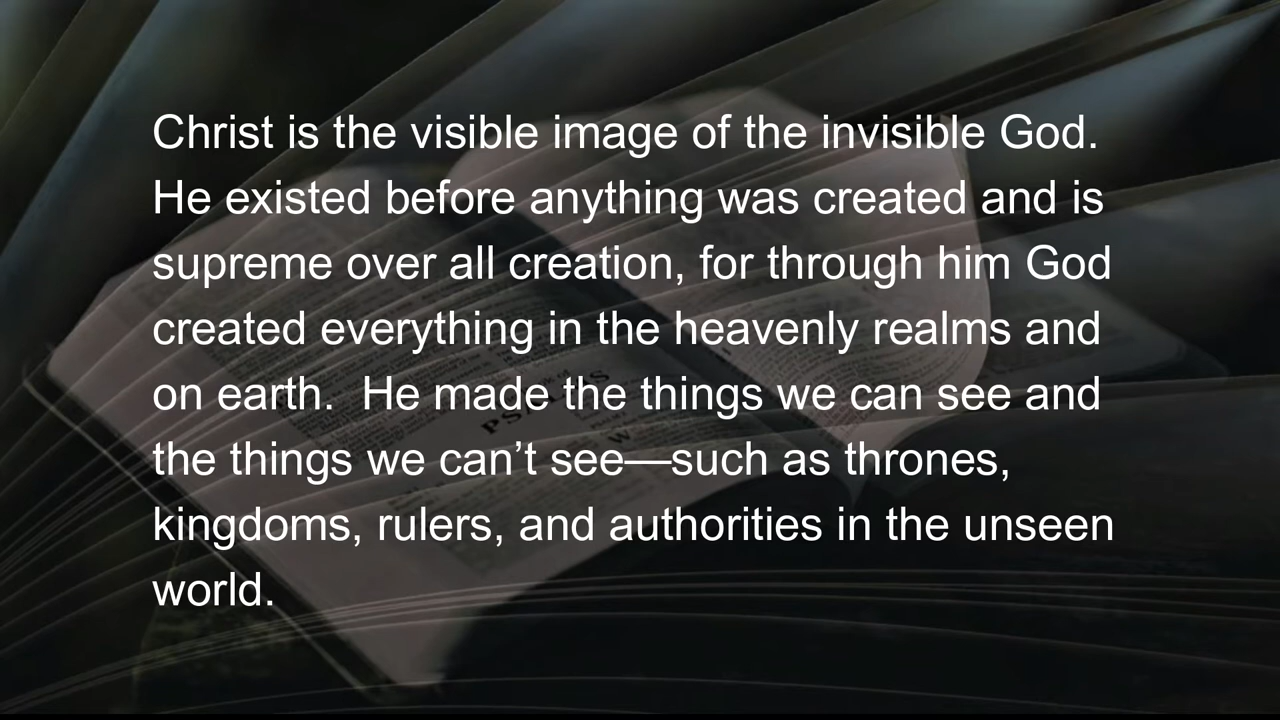 Christ is the visible image of the invisible God.
He existed before anything was created and is
supreme over all creation, for through him God
created everything in the heavenly realms and
on earth.  He made the things we can see and
the things we can’t see—such as thrones,
kingdoms, rulers, and authorities in the unseen
world.
PSALMS